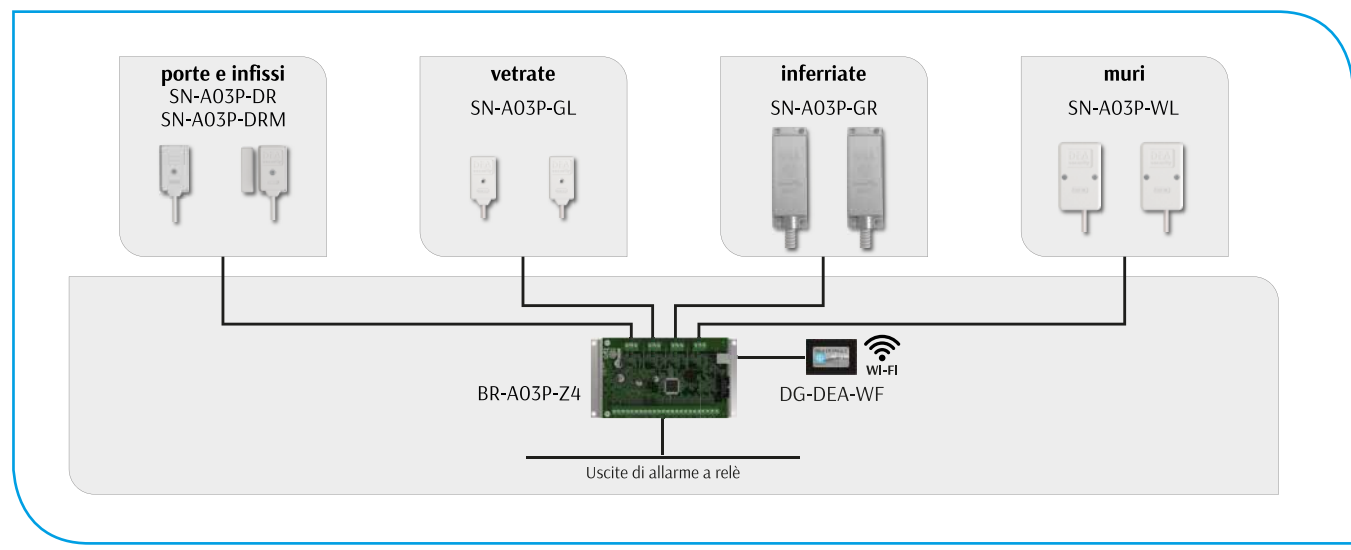 porte e infissi
SN-A03P-DR
SN-A03P-DRM
vetrate
SN-A03P-GL
inferriate
SN-A03P-GR
muri
SN-A03P-WL
BR-A03P-Z4
WI-FI
DG-DEA-WF
Uscite di allarme a relè